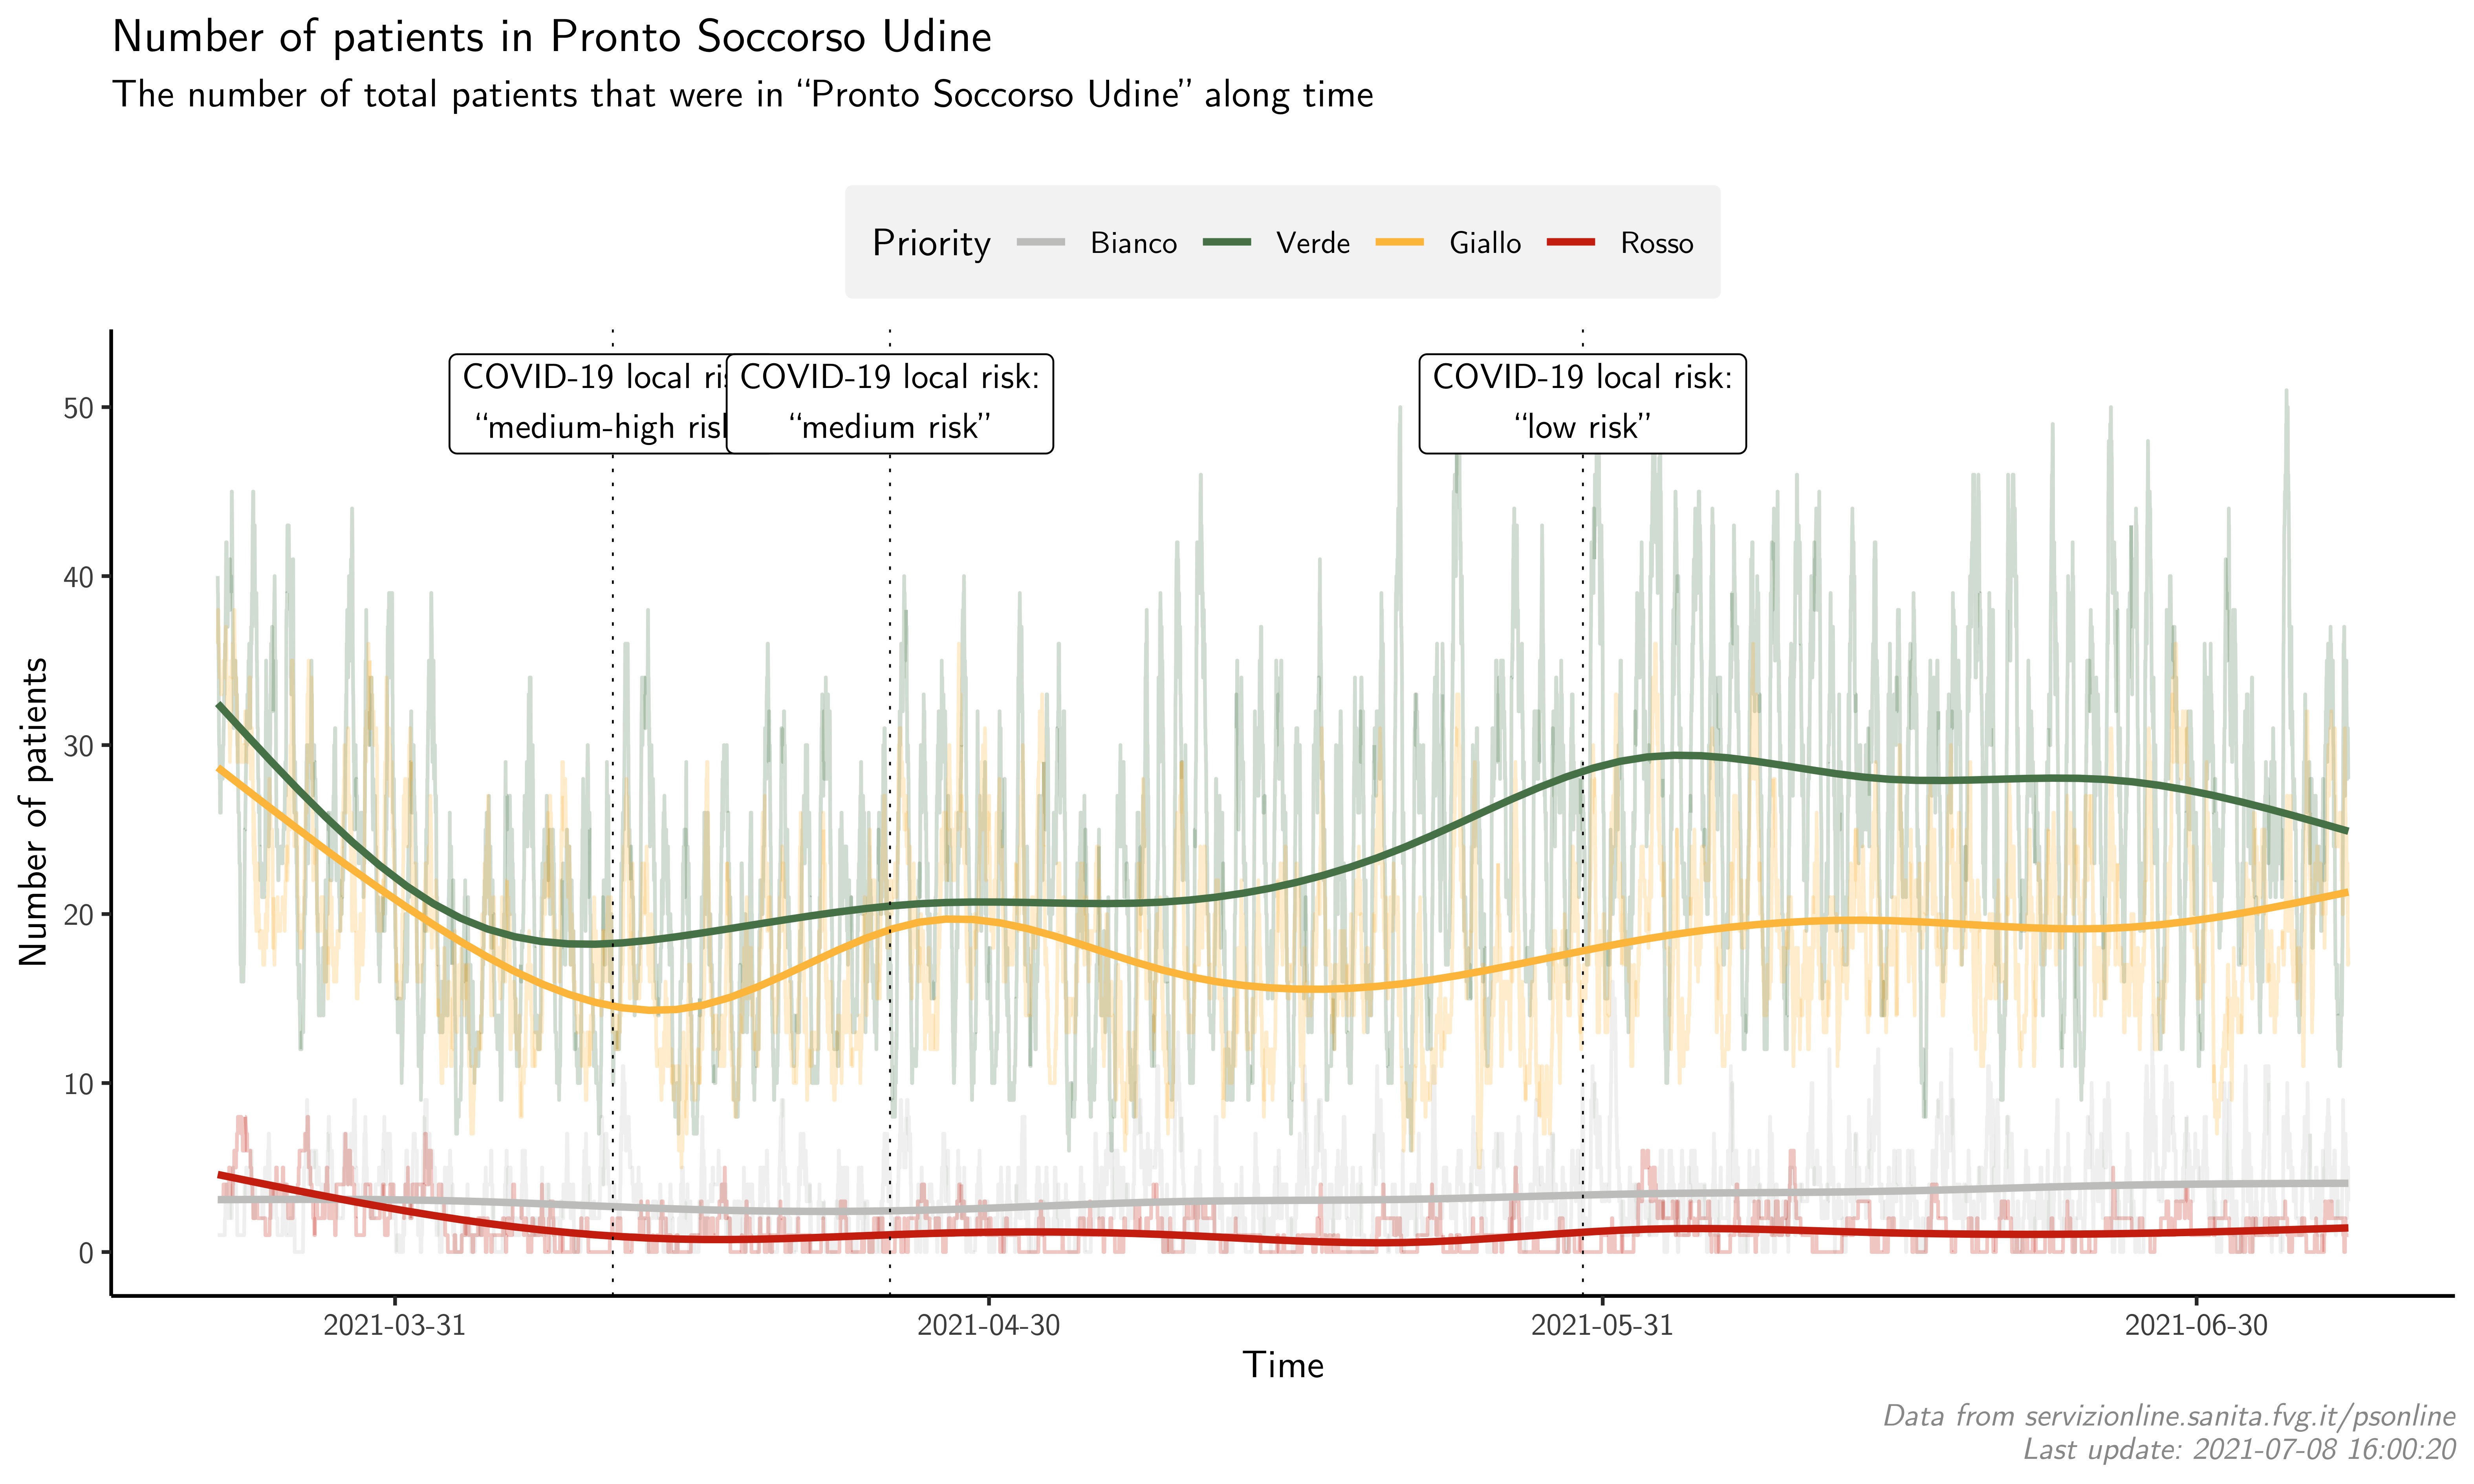 Number of patients in Pronto Soccorso Udine
The number of total patients that were in “Pronto Soccorso Udine” along time
Priority Bianco Verde Giallo Rosso
COVID-19 local
“medium-high
COVID-19 local risk:
“medium risk”
COVID-19 local risk:
“low risk”
50
40
30
20
10
0
Number of patients
2021-03-31 2021-04-30 2021-05-31 2021-06-30
Time
Data from servizionline.sanita.fvg.it/psonline
Last update: 2021-07-08 16:00:20